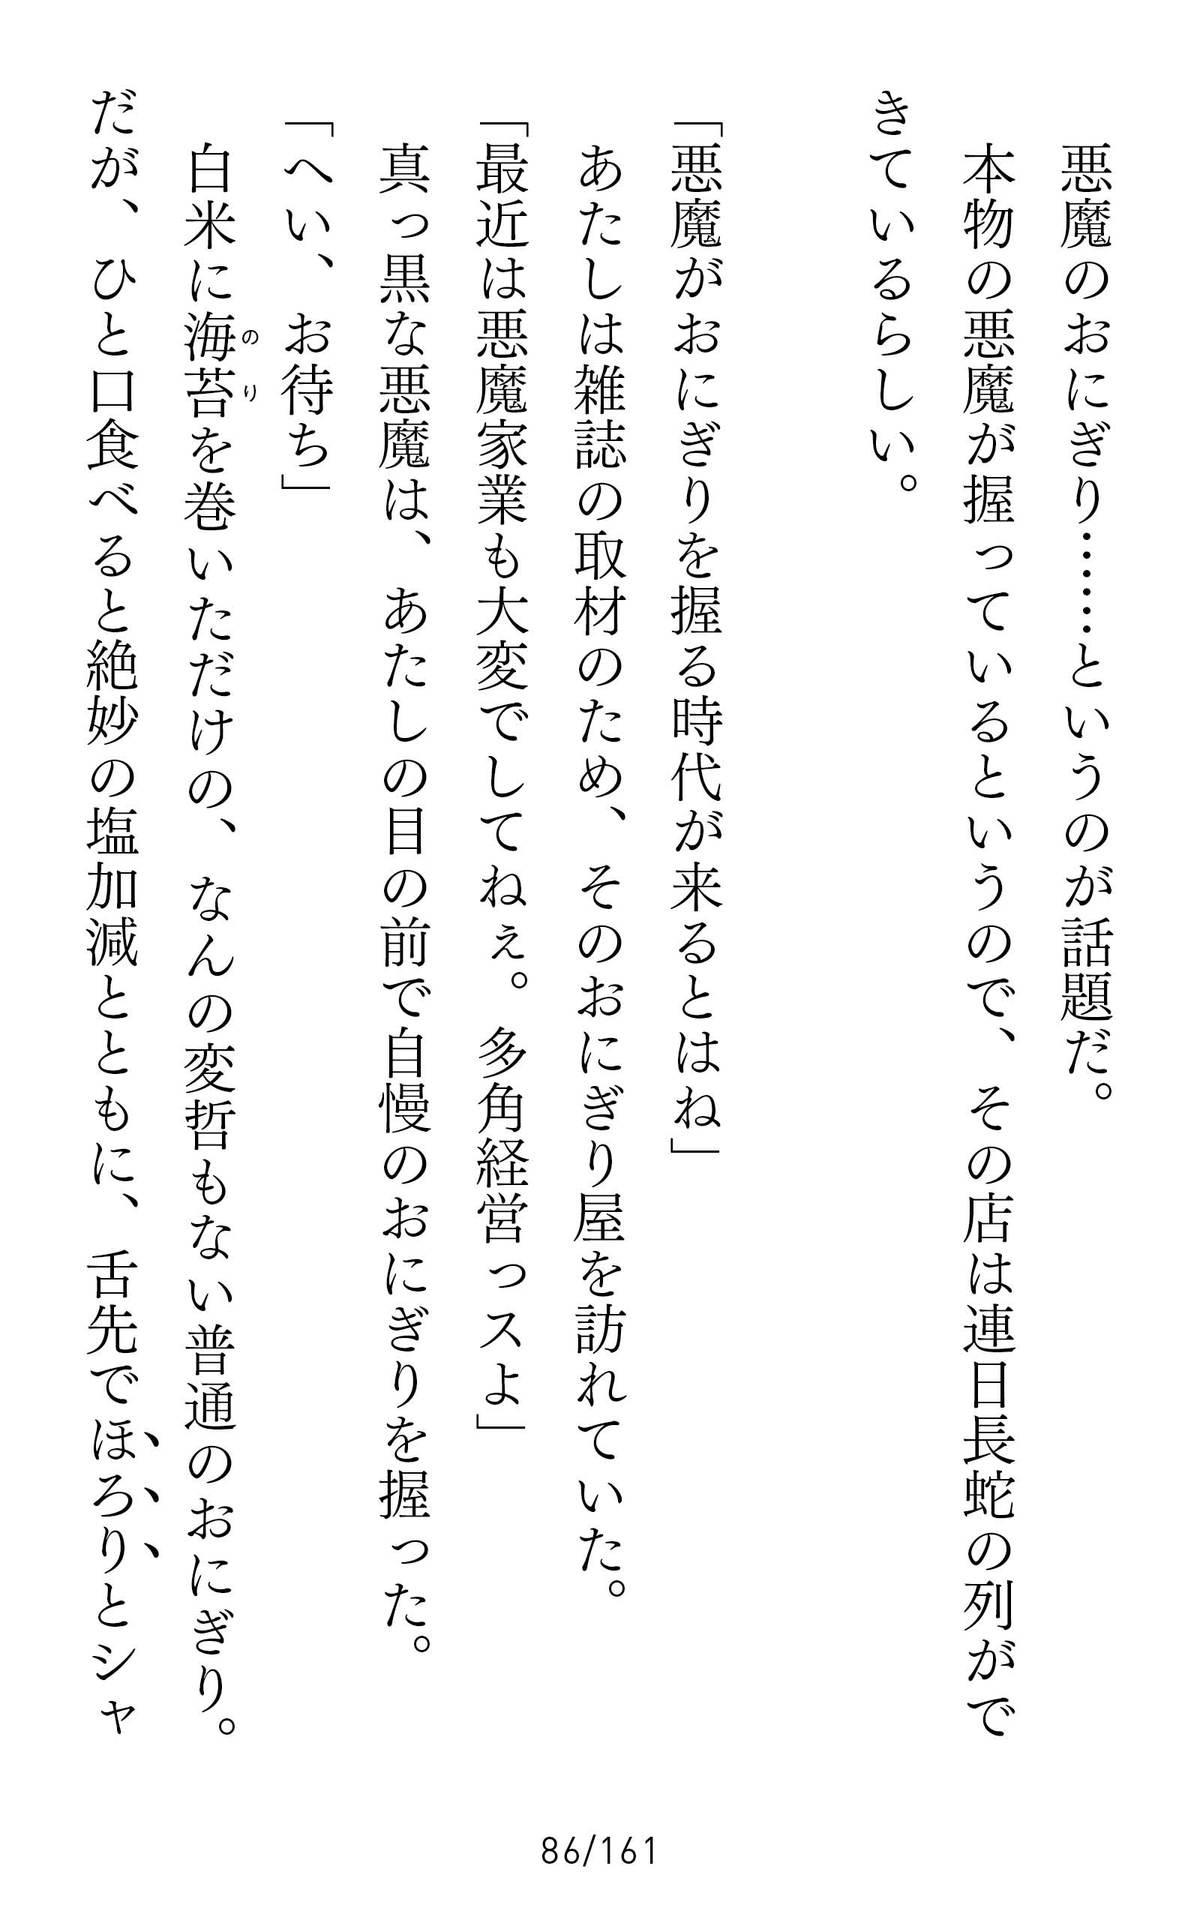 悪魔のおにぎり……というのが話題だ。
本物の悪魔が握っているというので、その店は連日長蛇の列がで
きているらしい。
「悪魔がおにぎりを握る時代が来るとはね」
あたしは雑誌の取材のため、そのおにぎり屋を訪れていた。
「最近は悪魔家業も大変でしてねぇ。多角経営っスよ」
真っ黒な悪魔は、あたしの目の前で自慢のおにぎりを握った。
「へい、お待ち」
白米に海苔を巻いただけの、なんの変哲もない普通のおにぎり。
のり
だが、ひと口食べると絶妙の塩加減とともに、舌先でほろりとシャ
86/161